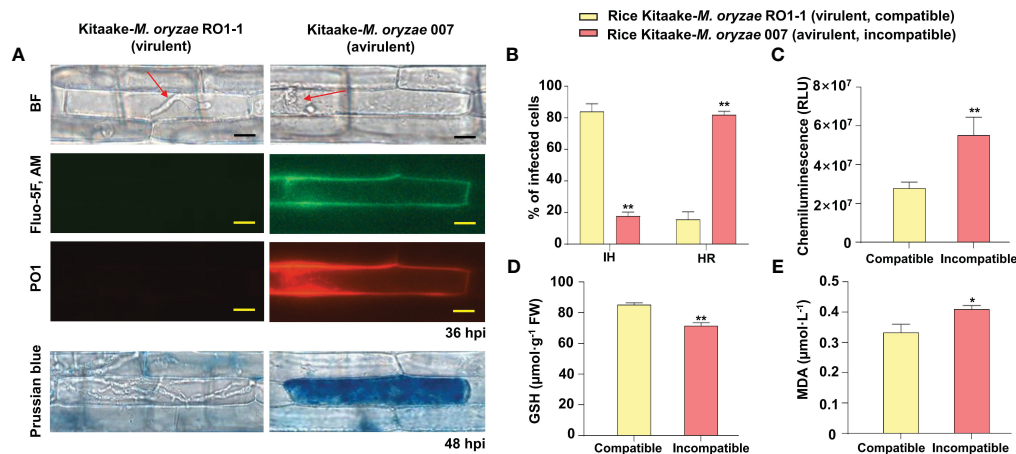 Rice Kitaake-M. oryzae RO1-1 (virulent, compatible)
Rice Kitaake-M. oryzae 007 (avirulent, incompatible)
A
Kitaake-M. oryzae RO1-1
(virulent)
Kitaake-M. oryzae 007
(avirulent)
BF
Fluo-5F, AM
PO1
36 hpi
Prussian blue
48 hpi
B
% of infected cells
100
80
60
40
20
0
**
**
IH
HR
C
Chemiluminescence (RLU)
8×10⁷
6×10⁷
4×10⁷
2×10⁷
0
**
Compatible
Incompatible
D
GSH (μmol·g⁻¹ FW)
100
80
60
40
20
0
**
Compatible
Incompatible
E
MDA (μmol·L⁻¹)
0.5
0.4
0.3
0.2
0.1
0
*
Compatible
Incompatible